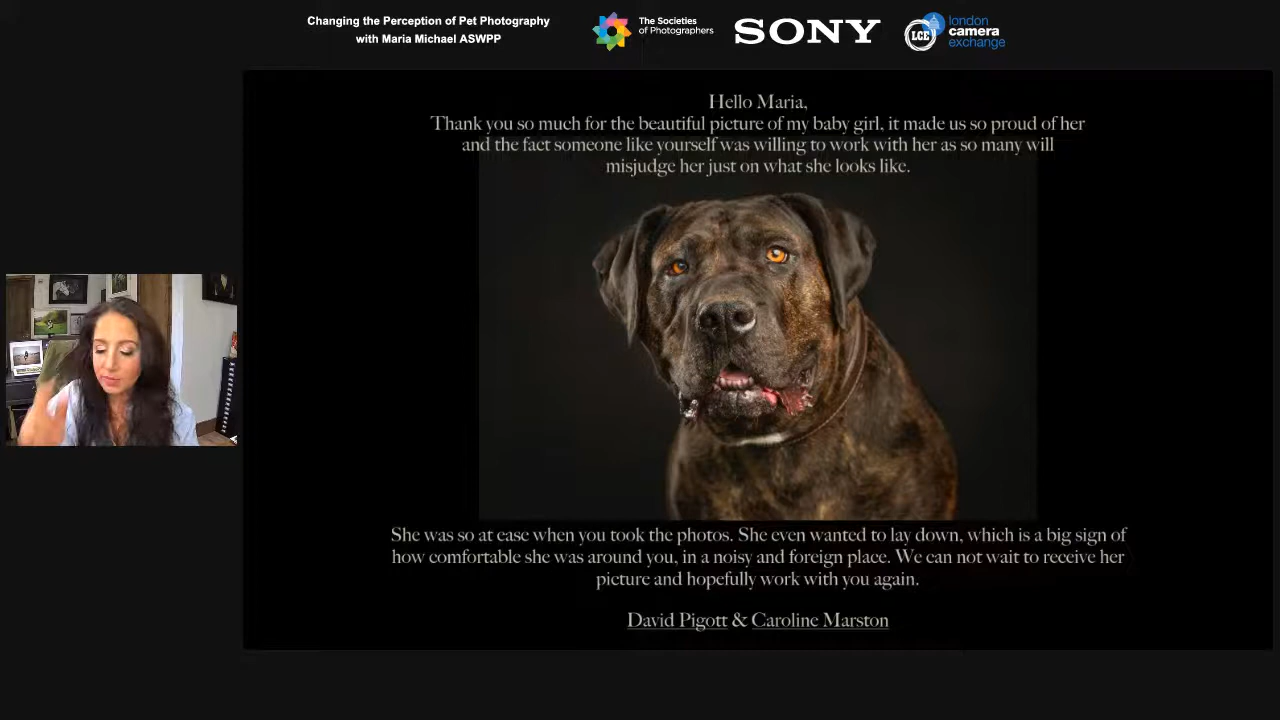 Changing the Perception of Pet Photography
with Maria Michael ASWPP
The Societies
of Photographers
SONY
LCE
london
camera
exchange
Hello Maria,
Thank you so much for the beautiful picture of my baby girl, it made us so proud of her
and the fact someone like yourself was willing to work with her as so many will
misjudge her just on what she looks like.
She was so at ease when you took the photos. She even wanted to lay down, which is a big sign of
how comfortable she was around you, in a noisy and foreign place. We can not wait to receive her
picture and hopefully work with you again.
David Pigott & Caroline Marston